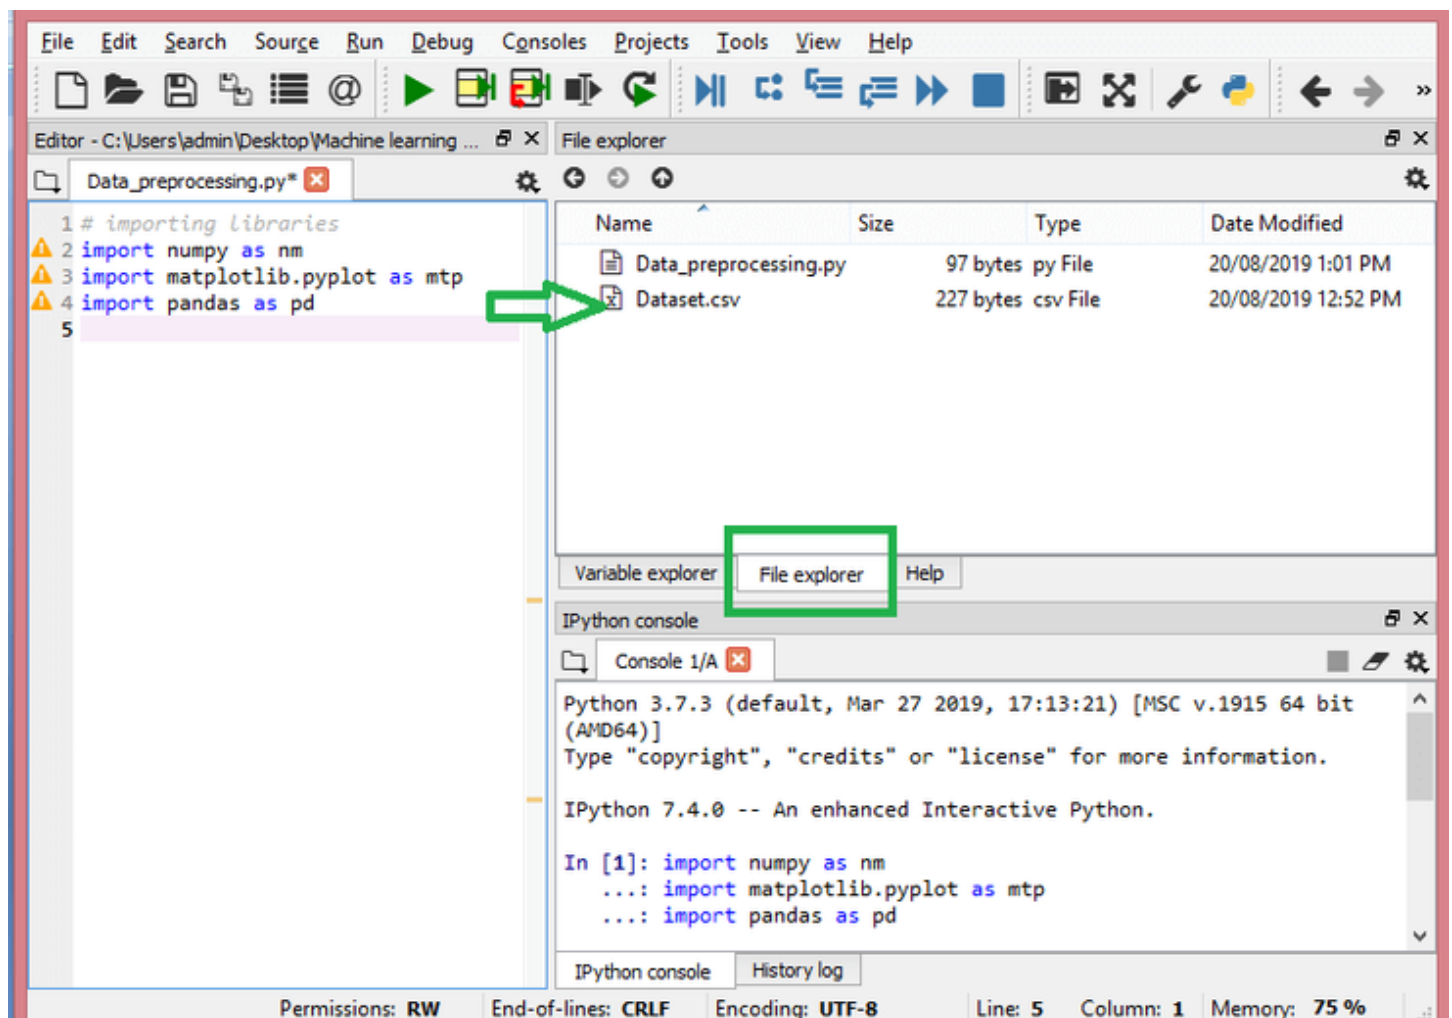 File Edit Search Source Run Debug Consoles Projects Tools View Help
Editor - C:\Users\admin\Desktop\Machine learning ...
Data_preprocessing.py*
1 # importing libraries
2 import numpy as nm
3 import matplotlib.pyplot as mtp
4 import pandas as pd
5
File explorer
Name Size Type Date Modified
Data_preprocessing.py 97 bytes py File 20/08/2019 1:01 PM
Dataset.csv 227 bytes csv File 20/08/2019 12:52 PM
Variable explorer File explorer Help
IPython console
Console 1/A
Python 3.7.3 (default, Mar 27 2019, 17:13:21) [MSC v.1915 64 bit
(AMD64)]
Type "copyright", "credits" or "license" for more information.
IPython 7.4.0 -- An enhanced Interactive Python.
In [1]: import numpy as nm
...: import matplotlib.pyplot as mtp
...: import pandas as pd
IPython console History log
Permissions: RW End-of-lines: CRLF Encoding: UTF-8 Line: 5 Column: 1 Memory: 75 %